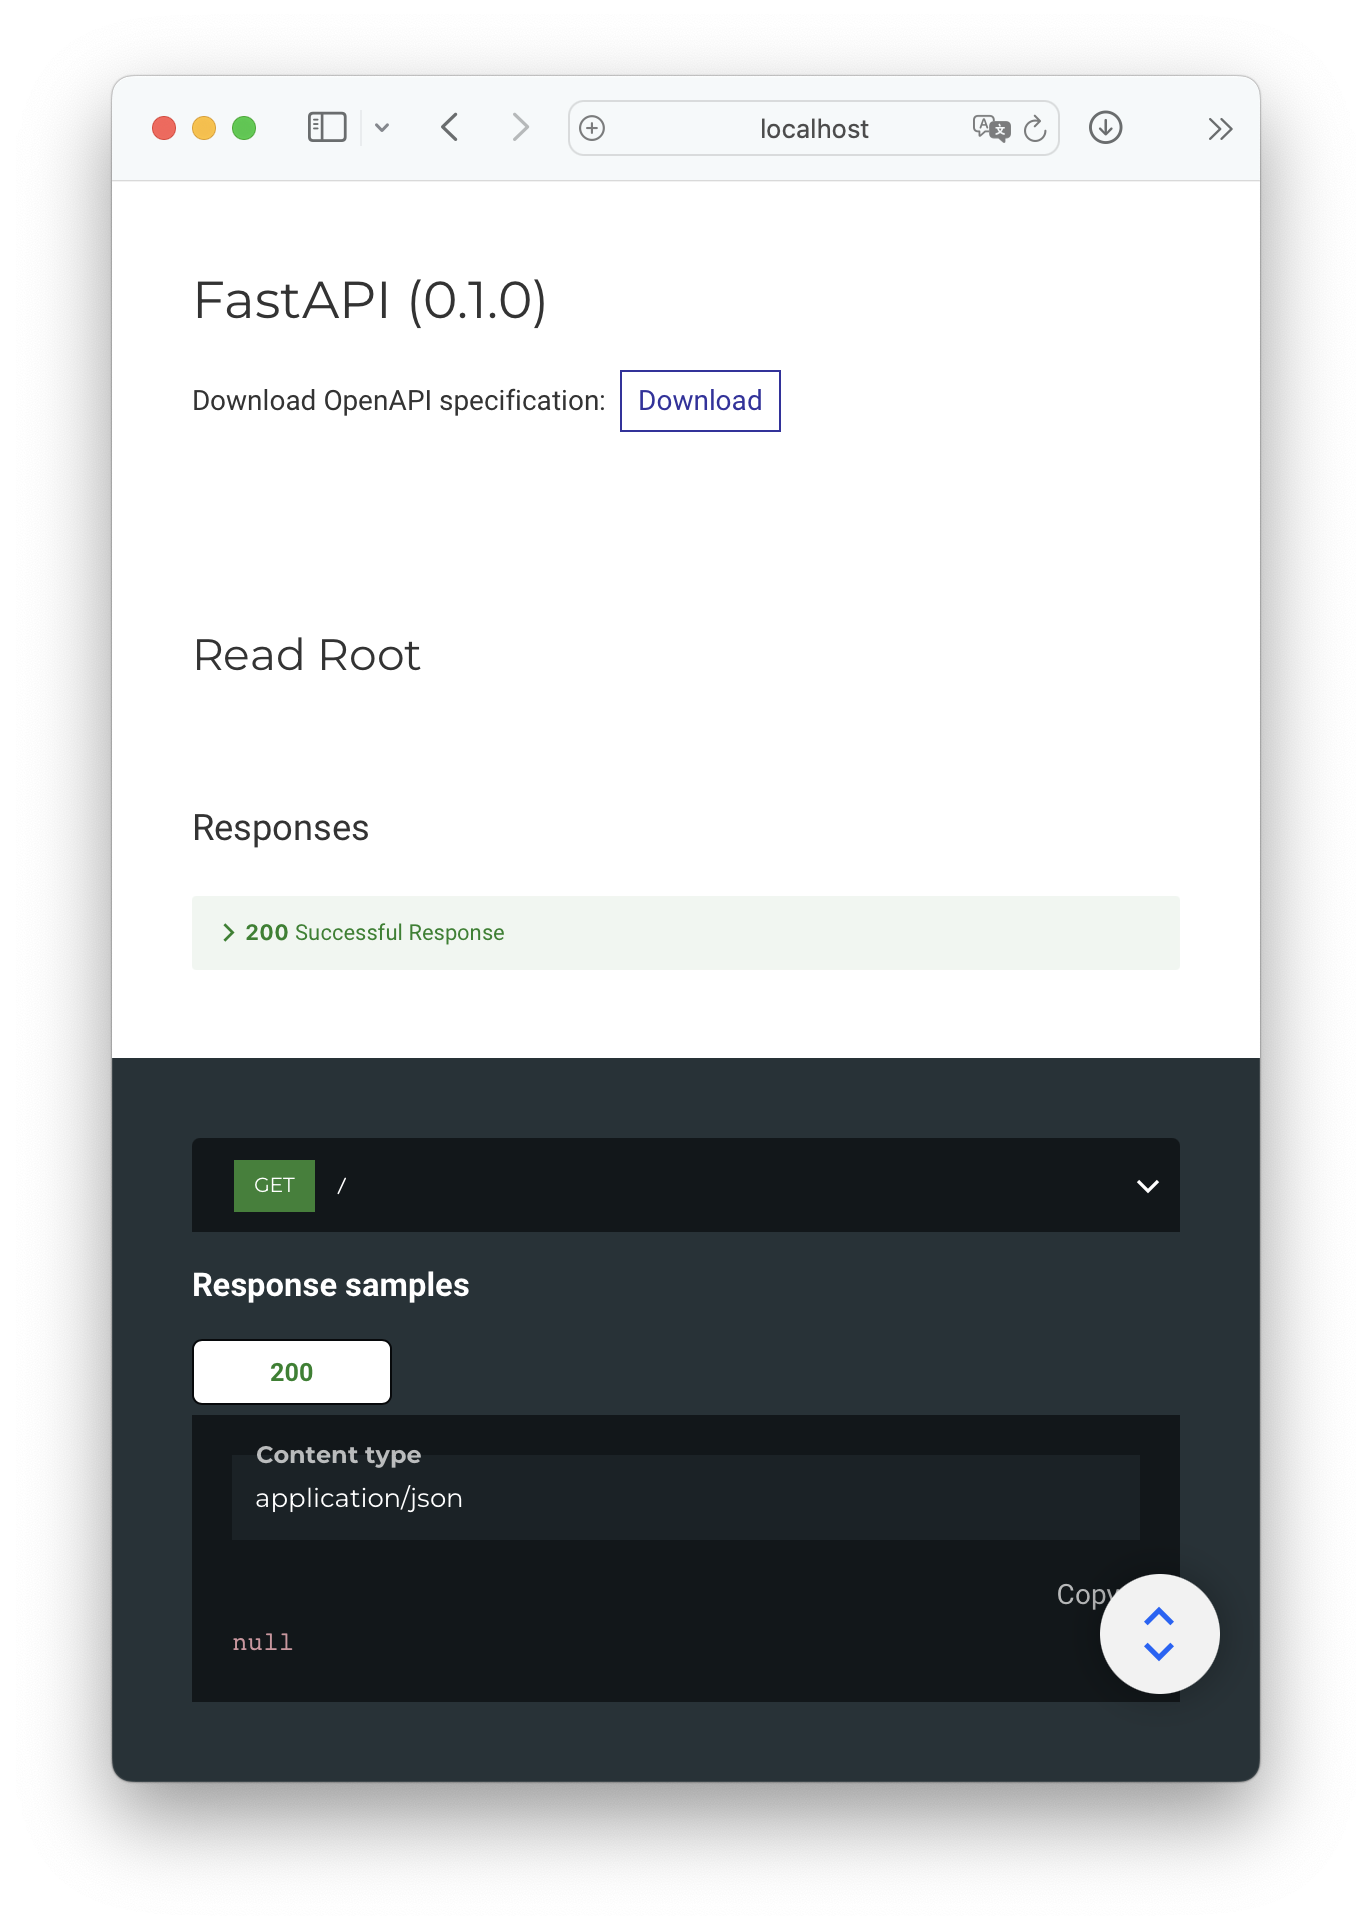 localhost
FastAPI (0.1.0)
Download OpenAPI specification: Download
Read Root
Responses
200 Successful Response
GET /
Response samples
200
Content type
application/json
Copy
null